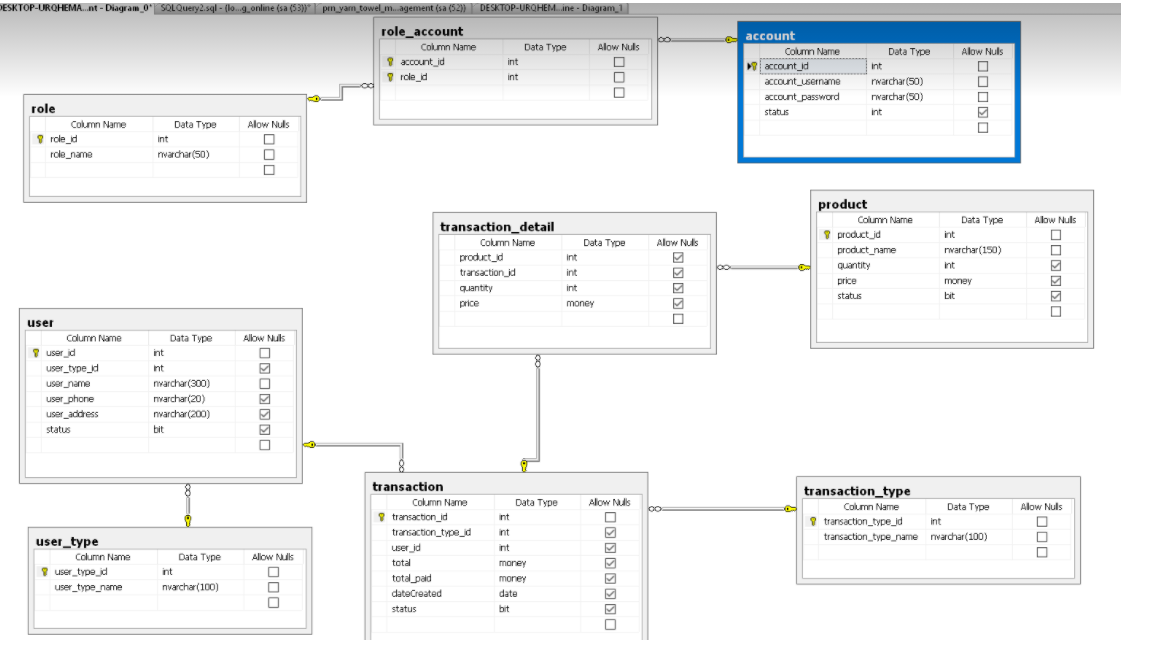 DESKTOP-URQHEMA...nt - Diagram_0* SQLQuery2.sql - (lo...g_online (sa (53))* prn_yarn_towel_m...agement (sa (52)) DESKTOP-URQHEM...ine - Diagram_1
role_account
Column Name Data Type Allow Nulls
account_id int
role_id int
account
Column Name Data Type Allow Nulls
account_id int
account_username nvarchar(50)
account_password nvarchar(50)
status int
role
Column Name Data Type Allow Nulls
role_id int
role_name nvarchar(50)
product
Column Name Data Type Allow Nulls
product_id int
product_name nvarchar(150)
quantity int
price money
status bit
transaction_detail
Column Name Data Type Allow Nulls
product_id int
transaction_id int
quantity int
price money
user
Column Name Data Type Allow Nulls
user_id int
user_type_id int
user_name nvarchar(300)
user_phone nvarchar(20)
user_address nvarchar(200)
status bit
transaction
Column Name Data Type Allow Nulls
transaction_id int
transaction_type_id int
user_id int
total money
total_paid money
dateCreated date
status bit
transaction_type
Column Name Data Type Allow Nulls
transaction_type_id int
transaction_type_name nvarchar(100)
user_type
Column Name Data Type Allow Nulls
user_type_id int
user_type_name nvarchar(100)